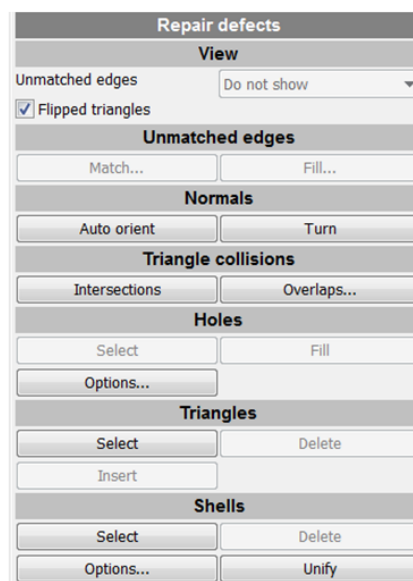 Repair defects
View
Unmatched edges Do not show
Flipped triangles
Unmatched edges
Match... Fill...
Normals
Auto orient Turn
Triangle collisions
Intersections Overlaps...
Holes
Select Fill
Options...
Triangles
Select Delete
Insert
Shells
Select Delete
Options... Unify